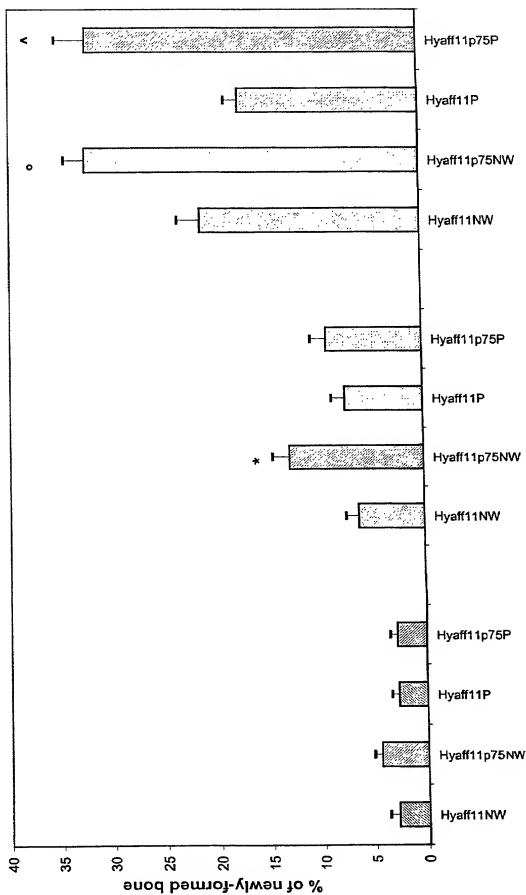 Hyaff11p75P
Hyaff11P
Hyaff11p75NW
Hyaff11NW
Hyaff11p75P
Hyaff11P
Hyaff11p75NW
Hyaff11NW
Hyaff11p75P
Hyaff11P
Hyaff11p75NW
Hyaff11NW
v
o
*
40
35
30
25
20
15
10
5
0
% of newly-formed bone